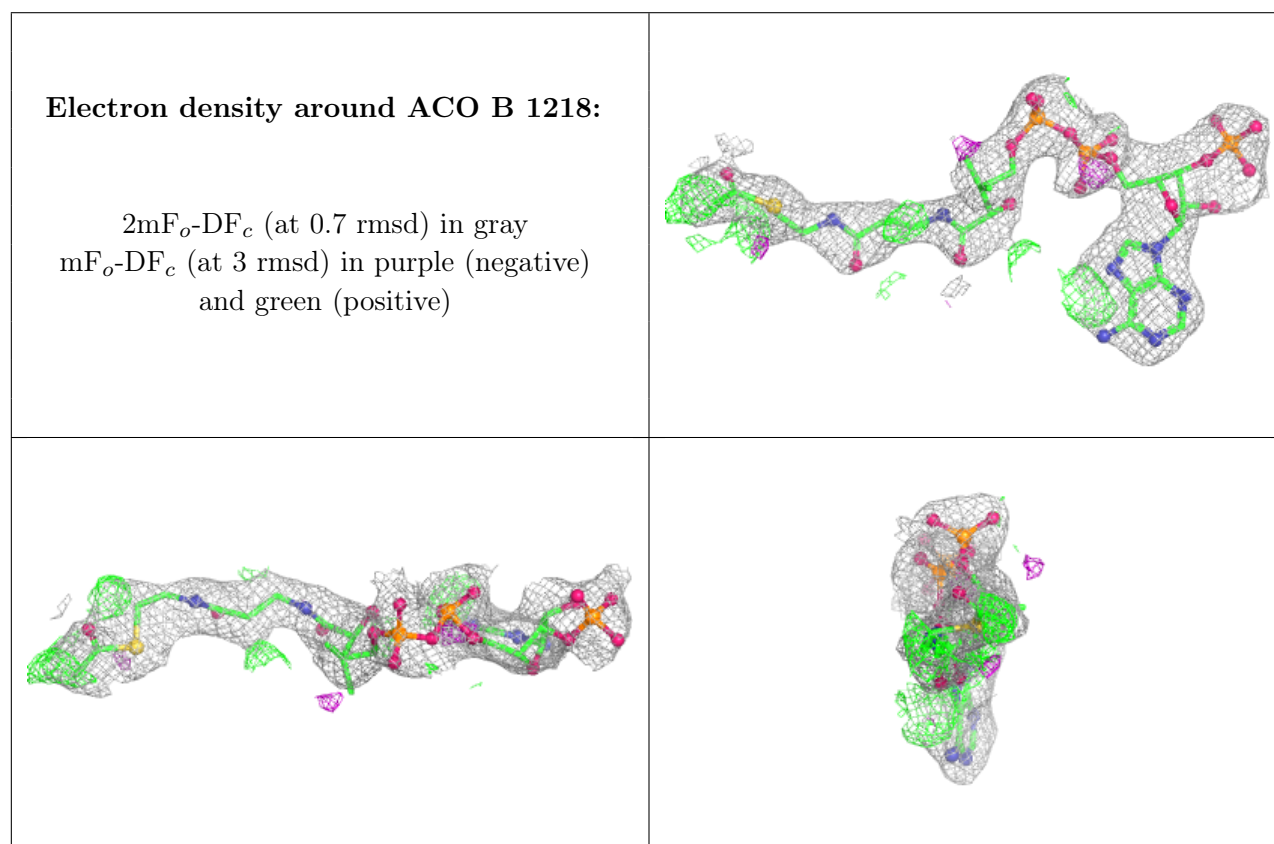 Electron density around ACO B 1218:
2mFo-DFc (at 0.7 rmsd) in gray
mFo-DFc (at 3 rmsd) in purple (negative)
and green (positive)